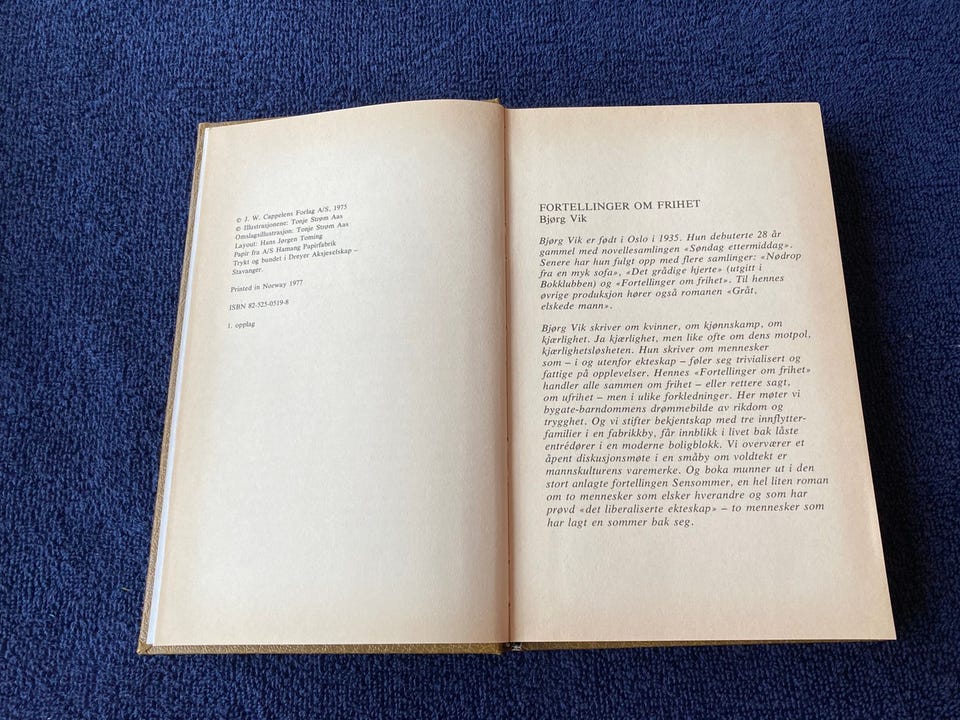 © J. W. Cappelens Forlag A/S, 1975
© Illustrasjonene: Tonje Strøm Aas
Omslagsillustrasjon: Tonje Strøm Aas
Layout: Hans Jørgen Toming
Papir fra A/S Hamang Papirfabrik
Trykt og bundet i Dreyer Aksjeselskap –
Stavanger.
Printed in Norway 1977
ISBN 82-525-0519-8
1. opplag
FORTELLINGER OM FRIHET
Bjørg Vik
Bjørg Vik er født i Oslo i 1935. Hun debuterte 28 år
gammel med novellesamlingen «Søndag ettermiddag».
Senere har hun fulgt opp med flere samlinger: «Nødrop
fra en myk sofa», «Det grådige hjerte» (utgitt i
Bokklubben) og «Fortellinger om frihet». Til hennes
øvrige produksjon hører også romanen «Gråt,
elskede mann».
Bjørg Vik skriver om kvinner, om kjønnskamp, om
kjærlighet. Ja kjærlighet, men like ofte om dens motpol,
kjærlighetsløsheten. Hun skriver om mennesker
som – i og utenfor ekteskap – føler seg trivialisert og
fattige på opplevelser. Hennes «Fortellinger om frihet»
handler alle sammen om frihet – eller rettere sagt,
om ufrihet – men i ulike forkledninger. Her møter vi
bygate-barndommens drømmebilde av rikdom og
trygghet. Og vi stifter bekjentskap med tre innflytter-
familier i en fabrikkby, får innblikk i livet bak låste
entrédører i en moderne boligblokk. Vi overværer et
åpent diskusjonsmøte i en småby om voldtekt er
mannskulturens varemerke. Og boka munner ut i den
stort anlagte fortellingen Sensommer, en hel liten roman
om to mennesker som elsker hverandre og som har
prøvd «det liberaliserte ekteskap» – to mennesker som
har lagt en sommer bak seg.